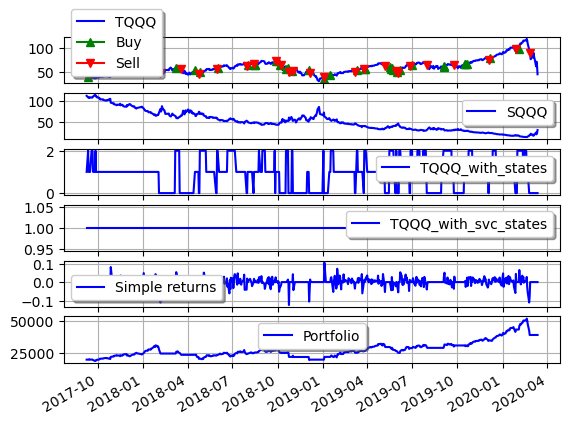 TQQQ
Buy
Sell
100
50
100
50
SQQQ
2
0
TQQQ_with_states
1.05
1.00
0.95
TQQQ_with_svc_states
0.1
0.0
−0.1
Simple returns
50000
25000
Portfolio
2017-10 2018-01 2018-04 2018-07 2018-10 2019-01 2019-04 2019-07 2019-10 2020-01 2020-04